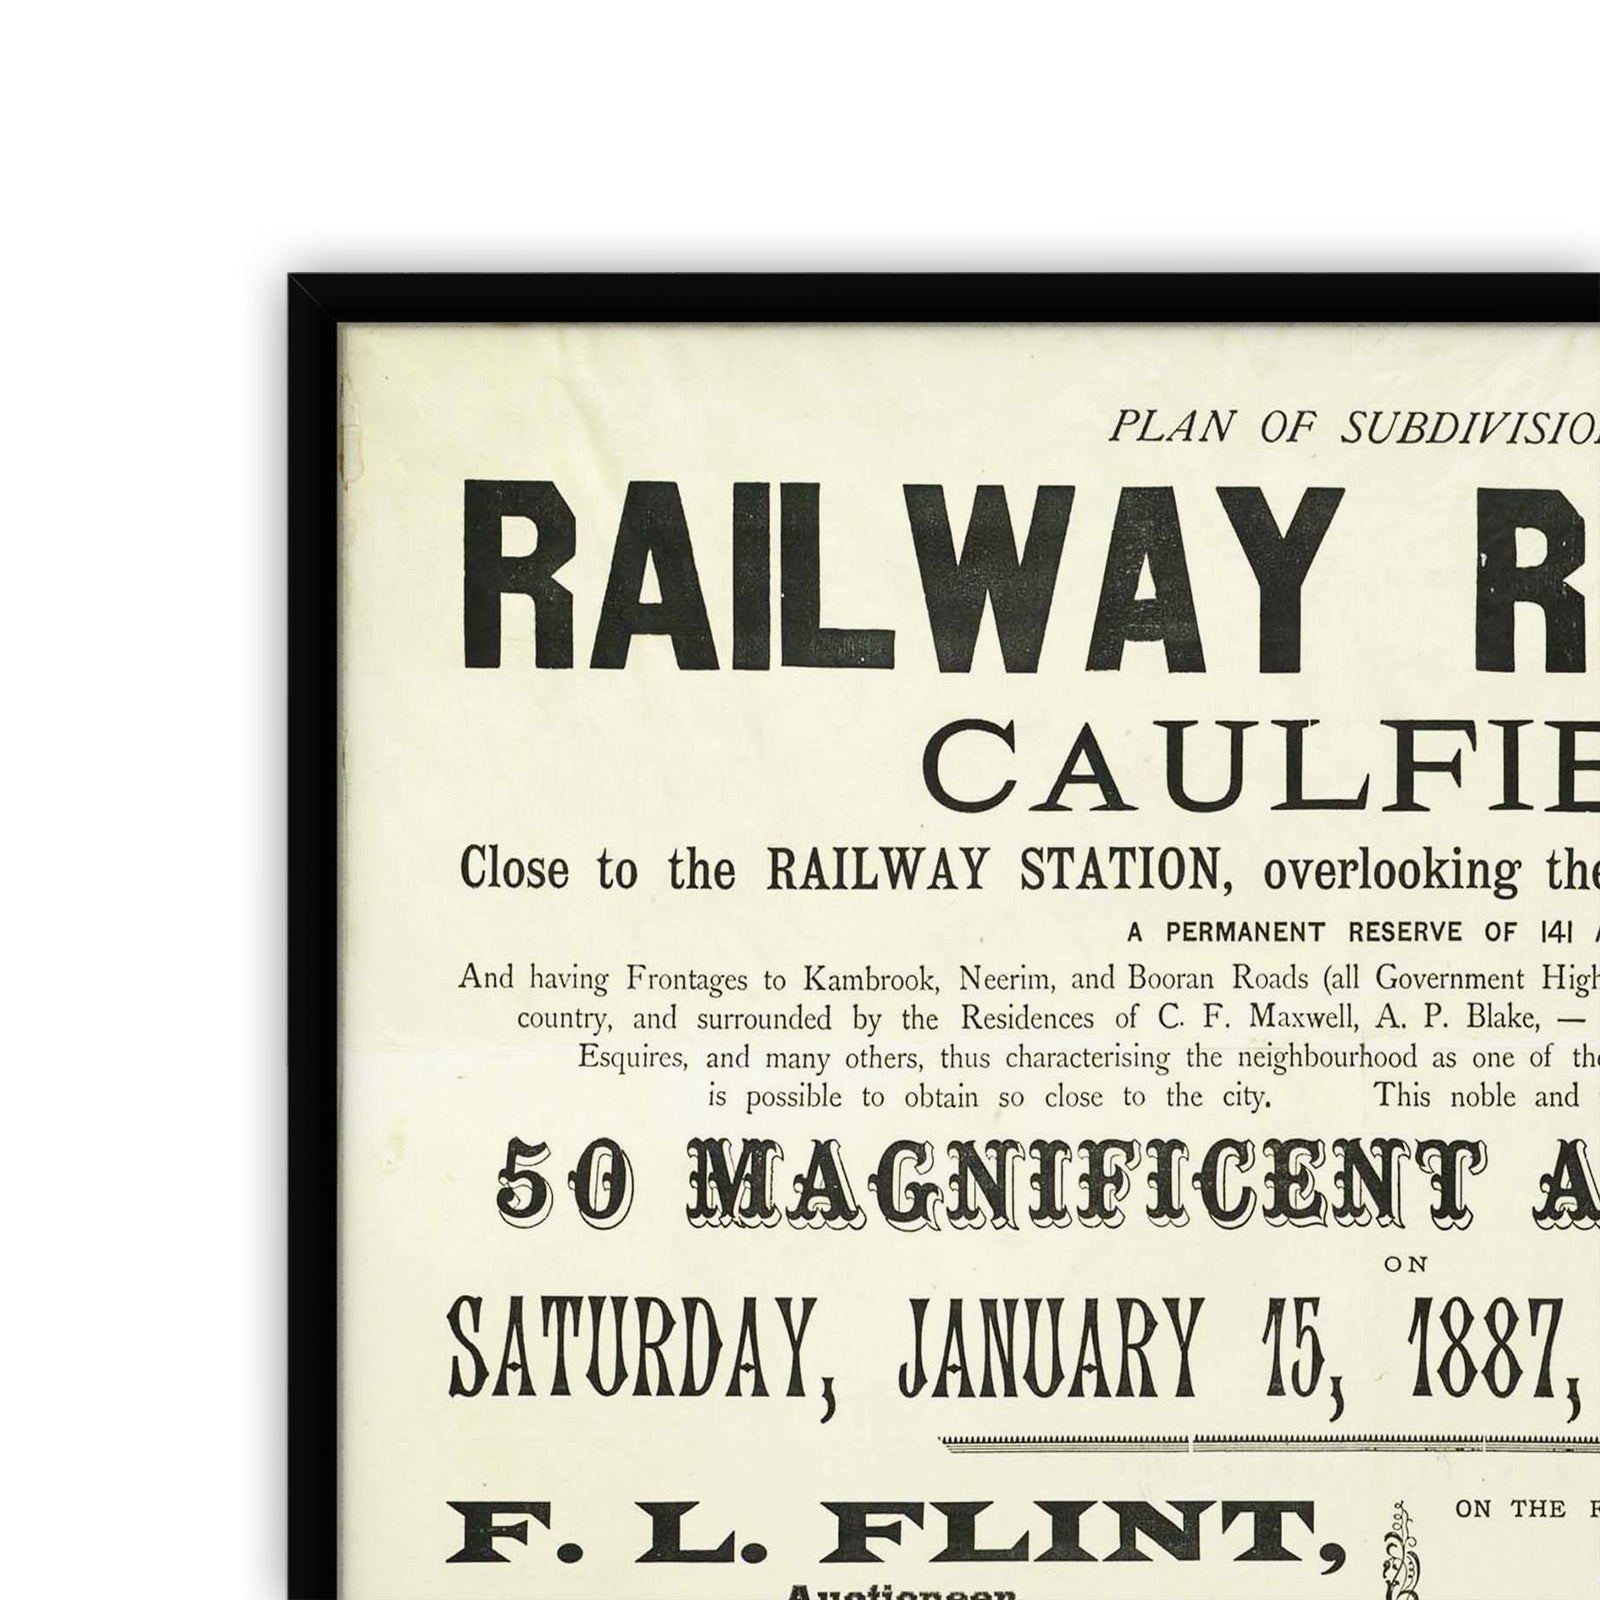 PLAN OF SUBDIVISION
RAILWAY R
CAULFIE
Close to the RAILWAY STATION, overlooking the
A PERMANENT RESERVE OF 141
And having Frontages to Kambrook, Neerim, and Booran Roads (all Government High
country, and surrounded by the Residences of C. F. Maxwell, A. P. Blake, —
Esquires, and many others, thus characterising the neighbourhood as one of the
is possible to obtain so close to the city. This noble and
50 MAGNIFICENT A
ON
SATURDAY, JANUARY 15, 1887,
F. L. FLINT,
ON THE
Auctioneer